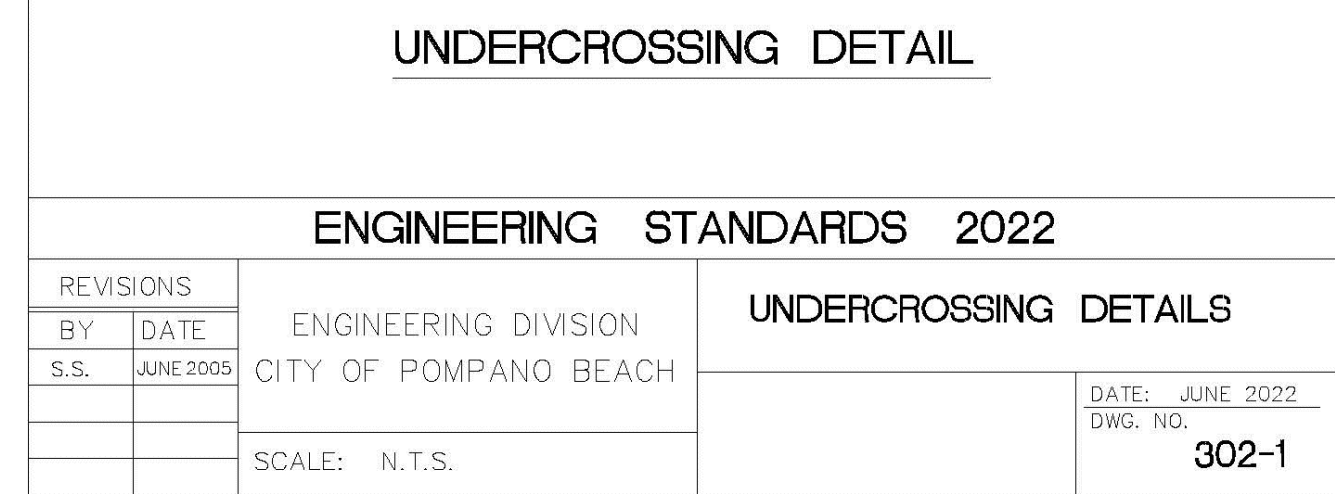 UNDERCROSSING DETAIL
ENGINEERING STANDARDS 2022
REVISIONS
BY DATE
S.S. JUNE 2005
ENGINEERING DIVISION
CITY OF POMPANO BEACH
SCALE: N.T.S.
UNDERCROSSING DETAILS
DATE: JUNE 2022
DWG. NO.
302-1